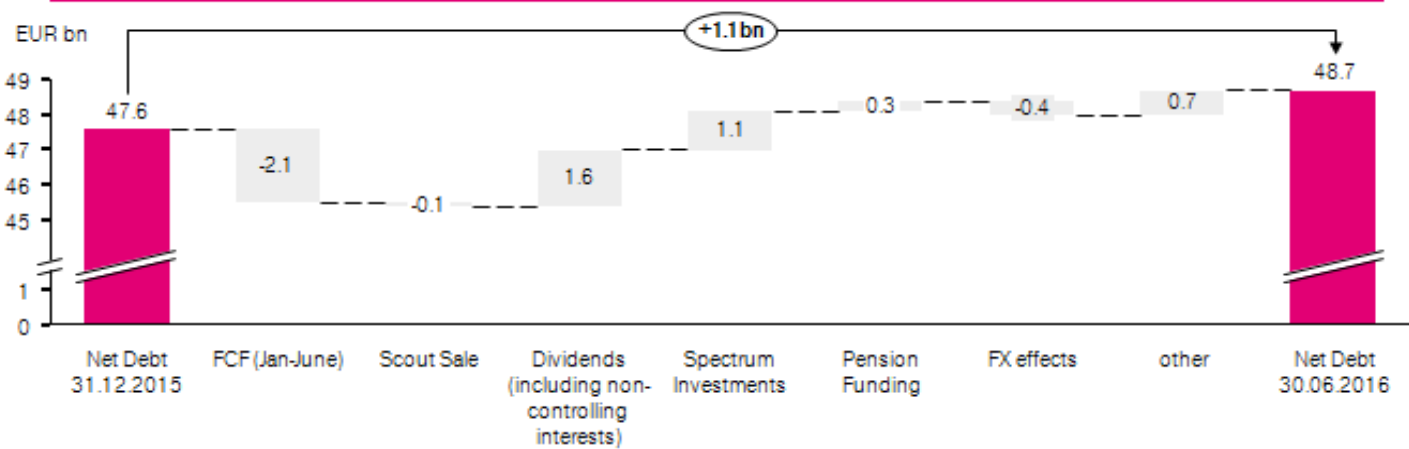 +1.1bn
EUR bn
48.7
49
47.6
0.3
-0.4
0.7
48
1.1
47
-2.1
1.6
46
-0.1
45
1
0
Net Debt
31.12.2015
FCF (Jan-June)
Scout Sale
Dividends
(including non-
controlling
interests)
Spectrum
Investments
Pension
Funding
FX effects
other
Net Debt
30.06.2016